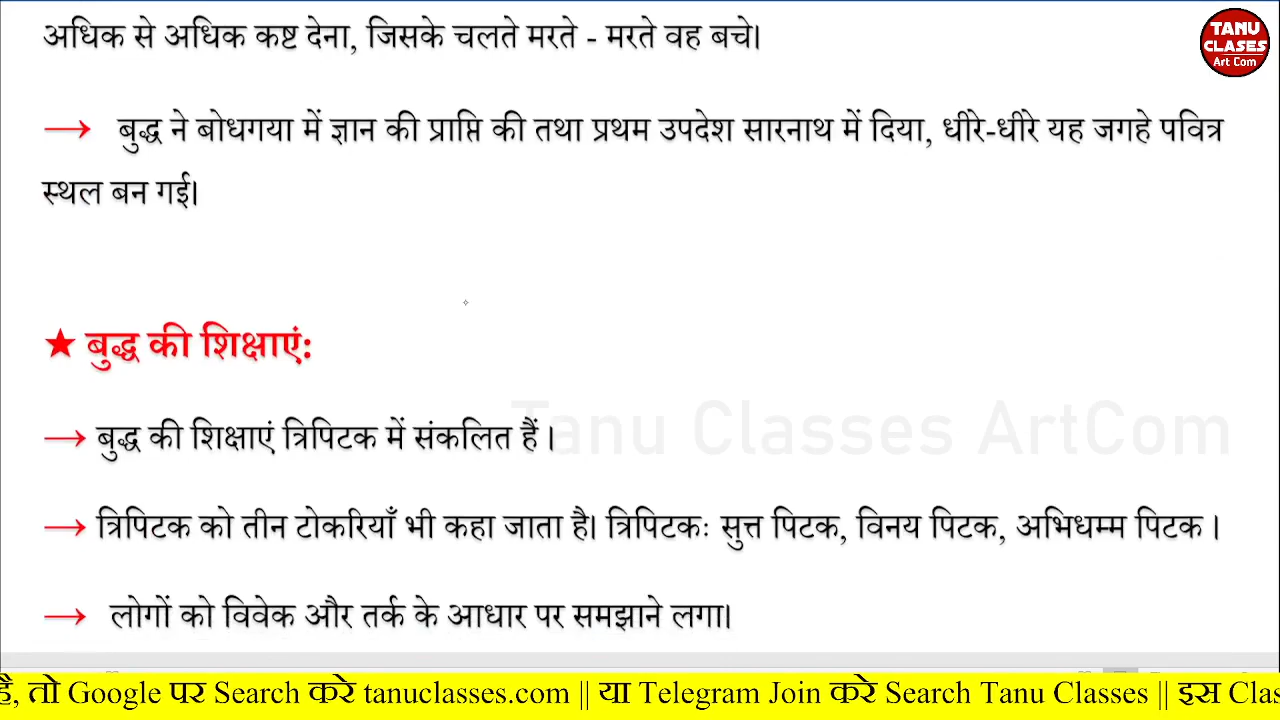 अधिक से अधिक कष्ट देना, जिसके चलते मरते - मरते वह बचे।
TANU
CLASES
Art Com
→ बुद्ध ने बोधगया में ज्ञान की प्राप्ति की तथा प्रथम उपदेश सारनाथ में दिया, धीरे-धीरे यह जगहे पवित्र
स्थल बन गई।
★ बुद्ध की शिक्षाएं:
→ बुद्ध की शिक्षाएं त्रिपिटक में संकलित हैं ।
Tanu Classes ArtCom
→ त्रिपिटक को तीन टोकरियाँ भी कहा जाता है। त्रिपिटकः सुत्त पिटक, विनय पिटक, अभिधम्म पिटक ।
→ लोगों को विवेक और तर्क के आधार पर समझाने लगा।
है, तो Google पर Search करे tanuclasses.com || या Telegram Join करे Search Tanu Classes || इस Clas